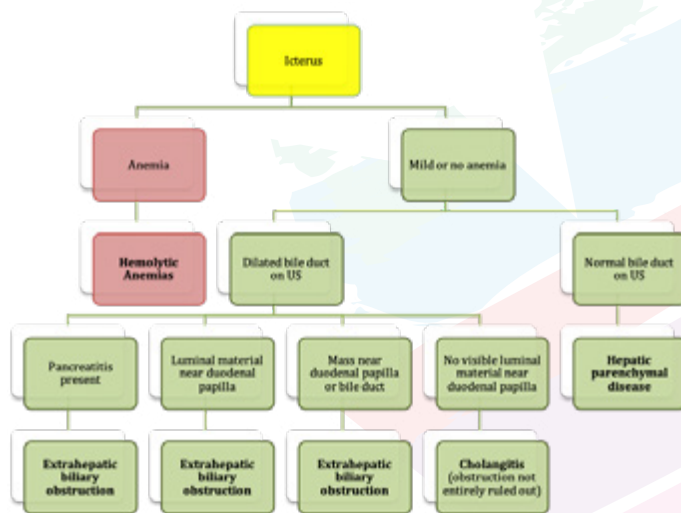 Icterus
Anemia
Mild or no anemia
Hemolytic
Anemias
Dilated bile duct
on US
Normal bile duct
on US
Pancreatitis
present
Luminal material
near duodenal
papilla
Mass near
duodenal papilla
or bile duct
No visible luminal
material near
duodenal papilla
Hepatic
parenchymal
disease
Extrahepatic
biliary
obstruction
Extrahepatic
biliary
obstruction
Extrahepatic
biliary
obstruction
Cholangitis
(obstruction not
entirely ruled out)